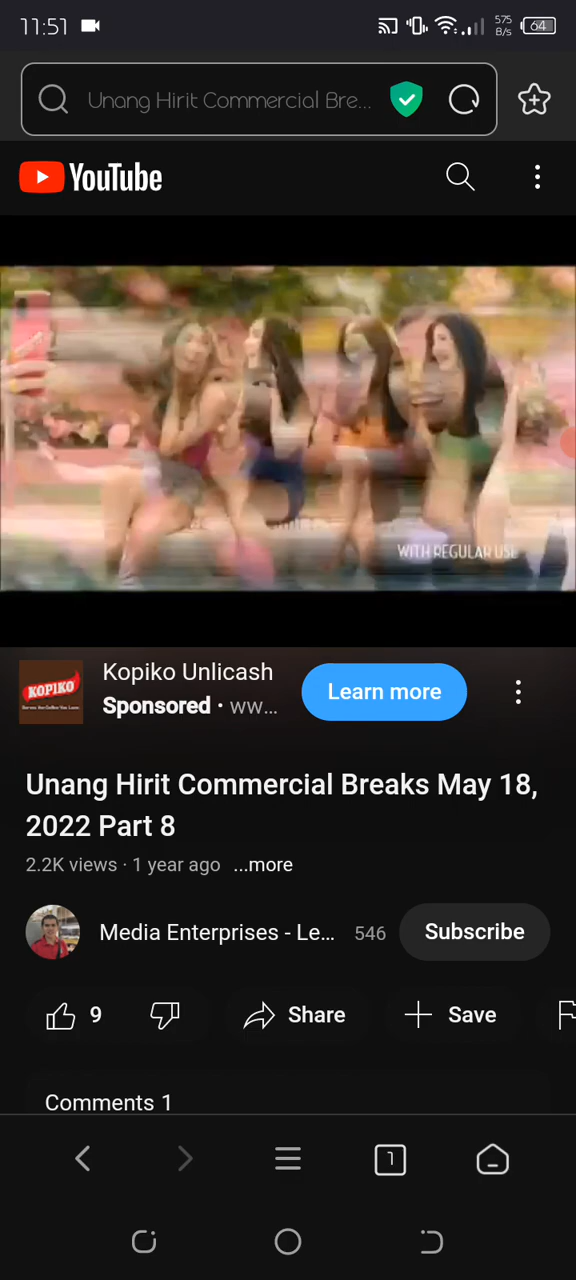 11:51
575
B/s
64
Unang Hirit Commercial Bre...
YouTube
WITH REGULAR USE
KOPIKO
Kopiko Unlicash
Sponsored · ww...
Learn more
Unang Hirit Commercial Breaks May 18,
2022 Part 8
2.2K views · 1 year ago ...more
Media Enterprises - Le... 546
Subscribe
9
Share
Save
Comments 1
1